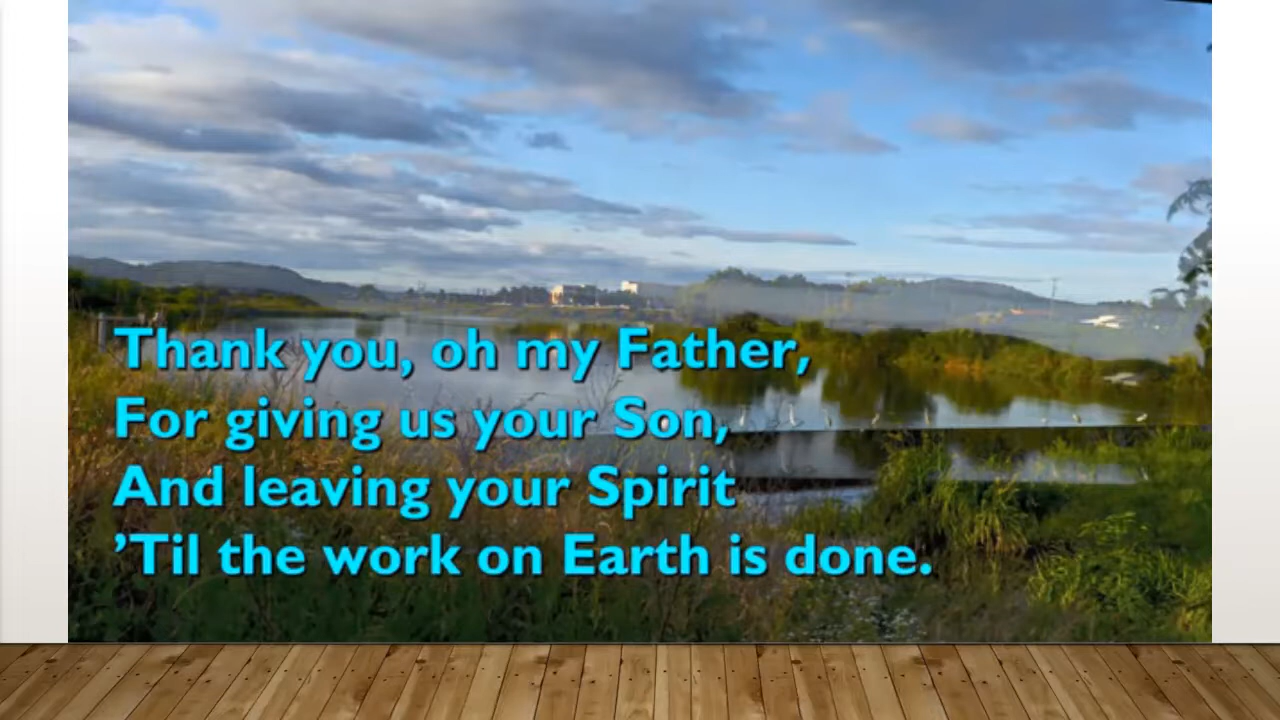 Thank you, oh my Father,
For giving us your Son,
And leaving your Spirit
’Til the work on Earth is done.